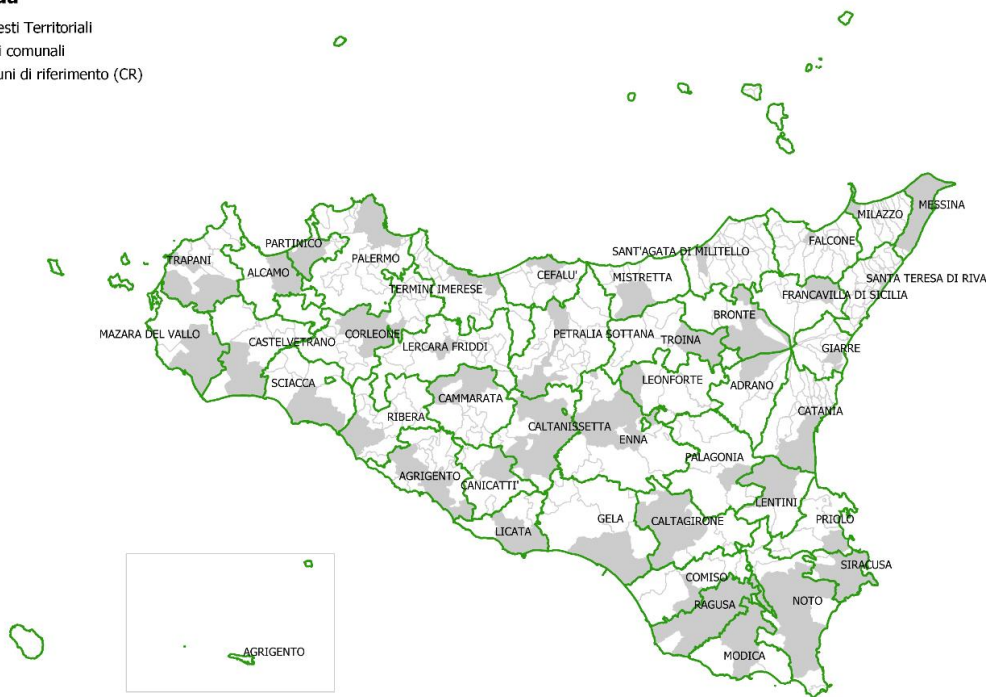 esti Territoriali
i comunali
uni di riferimento (CR)
MESSINA
MILAZZO
FALCONE
PARTINICO
SANT'AGATA DI MILITELLO
PALERMO
TRAPANI
ALCAMO
CEFALU'
MISTRETTA
SANTA TERESA DI RIVA
TERMINI IMERESE
FRANCAVILLA DI SICILIA
BRONTE
MAZARA DEL VALLO
CORLEONE
PETRALIA SOTTANA
CASTELVETRANO
TROINA
LERCARA FRIDDI
GIARRE
SCIACCA
LEONFORTE
ADRANO
CAMMARATA
CATANIA
RIBERA
CALTANISSETTA
ENNA
PALAGONIA
AGRIGENTO
CANICATTI'
LENTINI
GELA
CALTAGIRONE
PRIOLO
LICATA
SIRACUSA
COMISO
RAGUSA
NOTO
AGRIGENTO
MODICA